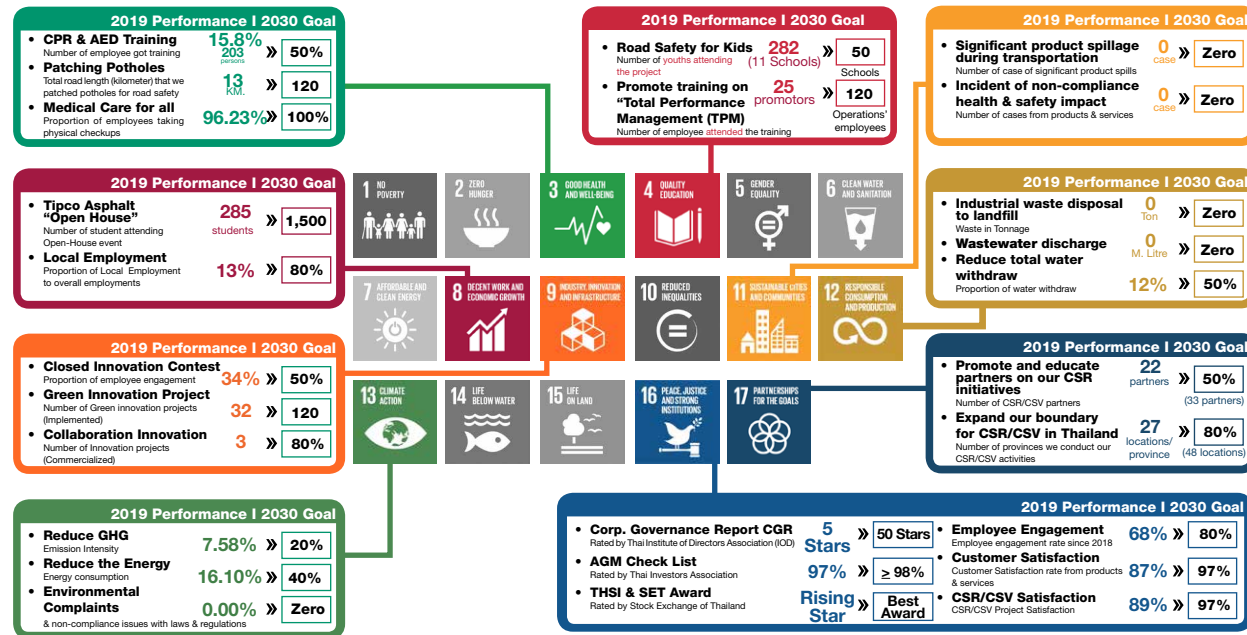 2019 Performance I 2030 Goal
• CPR & AED Training
Number of employee got training
15.8%
203
persons
» 50%
• Patching Potholes
Total road length (kilometer) that we
patched potholes for road safety
13
KM.
» 120
• Medical Care for all
Proportion of employees taking
physical checkups
96.23% » 100%
2019 Performance I 2030 Goal
• Road Safety for Kids
Number of youths attending
the project
282
(11 Schools)
» 50
Schools
• Promote training on
“Total Performance
Management (TPM)
Number of employee attended the training
25
promotors
» 120
Operations'
employees
2019 Performance I 2030 Goal
• Significant product spillage
during transportation
Number of case of significant product spills
0
case
» Zero
• Incident of non-compliance
health & safety impact
Number of cases from products & services
0
case
» Zero
2019 Performance I 2030 Goal
• Tipco Asphalt
“Open House”
Number of student attending
Open-House event
285
students
» 1,500
• Local Employment
Proportion of Local Employment
to overall employments
13% » 80%
1 NO
POVERTY
2 ZERO
HUNGER
3 GOOD HEALTH
AND WELL-BEING
4 QUALITY
EDUCATION
5 GENDER
EQUALITY
6 CLEAN WATER
AND SANITATION
7 AFFORDABLE AND
CLEAN ENERGY
8 DECENT WORK AND
ECONOMIC GROWTH
9 INDUSTRY, INNOVATION
AND INFRASTRUCTURE
10 REDUCED
INEQUALITIES
11 SUSTAINABLE CITIES
AND COMMUNITIES
12 RESPONSIBLE
CONSUMPTION
AND PRODUCTION
13 CLIMATE
ACTION
14 LIFE
BELOW WATER
15 LIFE
ON LAND
16 PEACE, JUSTICE
AND STRONG
INSTITUTIONS
17 PARTNERSHIPS
FOR THE GOALS
2019 Performance I 2030 Goal
• Industrial waste disposal
to landfill
Waste in Tonnage
0
Ton
» Zero
• Wastewater discharge
0
M. Litre
» Zero
• Reduce total water
withdraw
Proportion of water withdraw
12% » 50%
2019 Performance I 2030 Goal
• Closed Innovation Contest
Proportion of employee engagement
34% » 50%
• Green Innovation Project
Number of Green innovation projects
(Implemented)
32 » 120
• Collaboration Innovation
Number of Innovation projects
(Commercialized)
3 » 80%
2019 Performance I 2030 Goal
• Promote and educate
partners on our CSR
initiatives
Number of CSR/CSV partners
22
partners
» 50%
(33 partners)
• Expand our boundary
for CSR/CSV in Thailand
Number of provinces we conduct our
CSR/CSV activities
27
locations/
province
» 80%
(48 locations)
2019 Performance I 2030 Goal
• Reduce GHG
Emission Intensity
7.58% » 20%
• Reduce the Energy
Energy consumption
16.10% » 40%
• Environmental
Complaints
& non-compliance issues with laws & regulations
0.00% » Zero
2019 Performance I 2030 Goal
• Corp. Governance Report CGR
Rated by Thai Institute of Directors Association (IOD)
5
Stars
» 50 Stars
• AGM Check List
Rated by Thai Investors Association
97% » ≥ 98%
• THSI & SET Award
Rated by Stock Exchange of Thailand
Rising
Star
» Best
Award
• Employee Engagement
Employee engagement rate since 2018
68% » 80%
• Customer Satisfaction
Customer Satisfaction rate from products
& services
87% » 97%
• CSR/CSV Satisfaction
CSR/CSV Project Satisfaction
89% » 97%